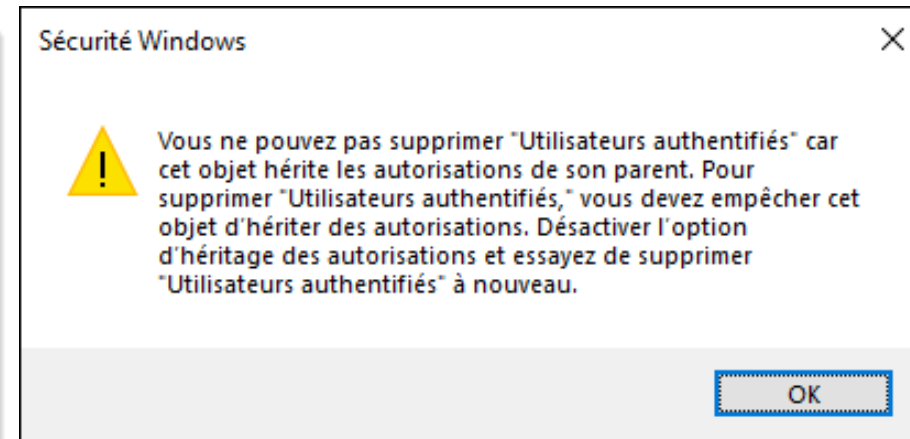 Sécurité Windows
Vous ne pouvez pas supprimer "Utilisateurs authentifiés" car
cet objet hérite les autorisations de son parent. Pour
supprimer "Utilisateurs authentifiés," vous devez empêcher cet
objet d'hériter des autorisations. Désactiver l'option
d'héritage des autorisations et essayez de supprimer
"Utilisateurs authentifiés" à nouveau.
OK